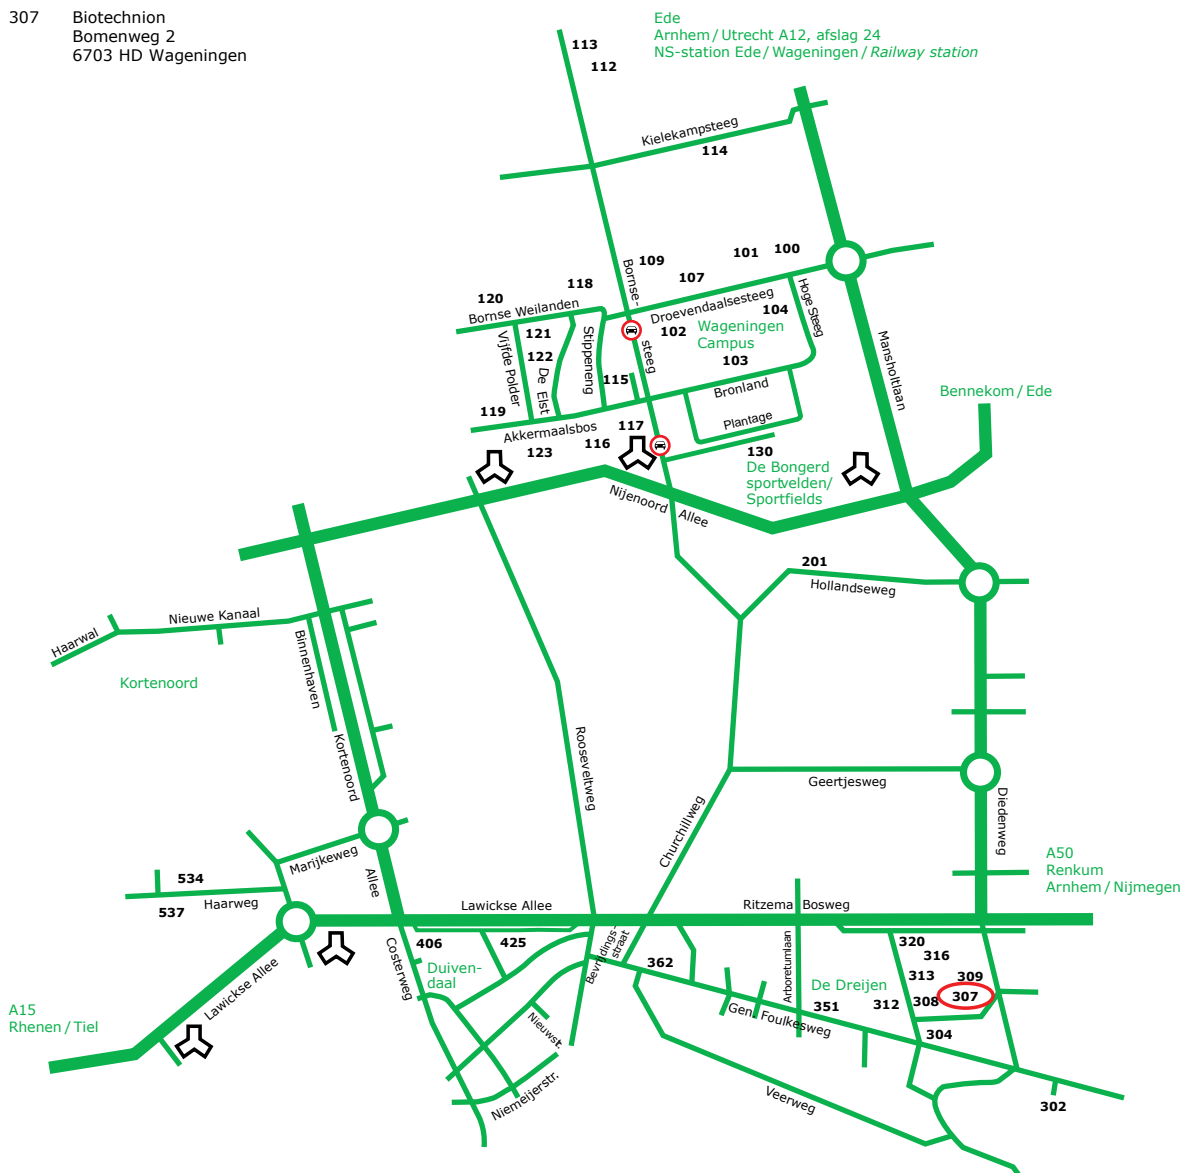 307 Biotechnion
Bomenweg 2
6703 HD Wageningen
Ede
Arnhem / Utrecht A12, afslag 24
NS-station Ede / Wageningen / Railway station
113
112
Kielekampsteeg
114
109
101
100
107
Bornse-
steeg
118
120
Bornse Weilanden
Droevendaalsesteeg
Hoge Steeg
104
102
Wageningen
Campus
121
122
Vijfde Polder
De Elst
Stippeneng
103
115
Bronland
Mansholtlaan
Bennekom / Ede
119
Akkermaalsbos
117
116
123
Plantage
130
De Bongerd
sportvelden/
Sportfields
Nijenoord Allee
201
Hollandseweg
Nieuwe Kanaal
Haarwal
Binnenhaven
Kortenoord
Kortenoord
Allee
Rooseveltweg
Geertjesweg
Churchillweg
Diedenweg
A50
Renkum
Arnhem / Nijmegen
Marijkeweg
534
Haarweg
537
Lawickse Allee
Ritzema Bosweg
406
425
Costerweg
Duiven-
daal
Bevrijdings-
straat
362
Arboretumlaan
De Dreijen
320
316
313
309
308
307
312
351
304
Gen. Foulkesweg
Lawickse Allee
A15
Rhenen / Tiel
Nieuwst.
Niemeijerstr.
Veerweg
302